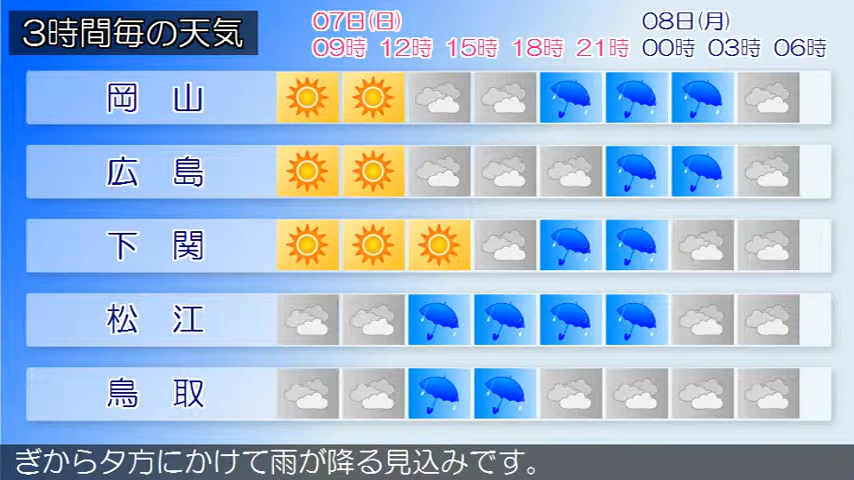 3時間毎の天気
07日(日) 08日(月)
09時 12時 15時 18時 21時 00時 03時 06時
岡 山
広 島
下 関
松 江
鳥 取
ぎから夕方にかけて雨が降る見込みです。